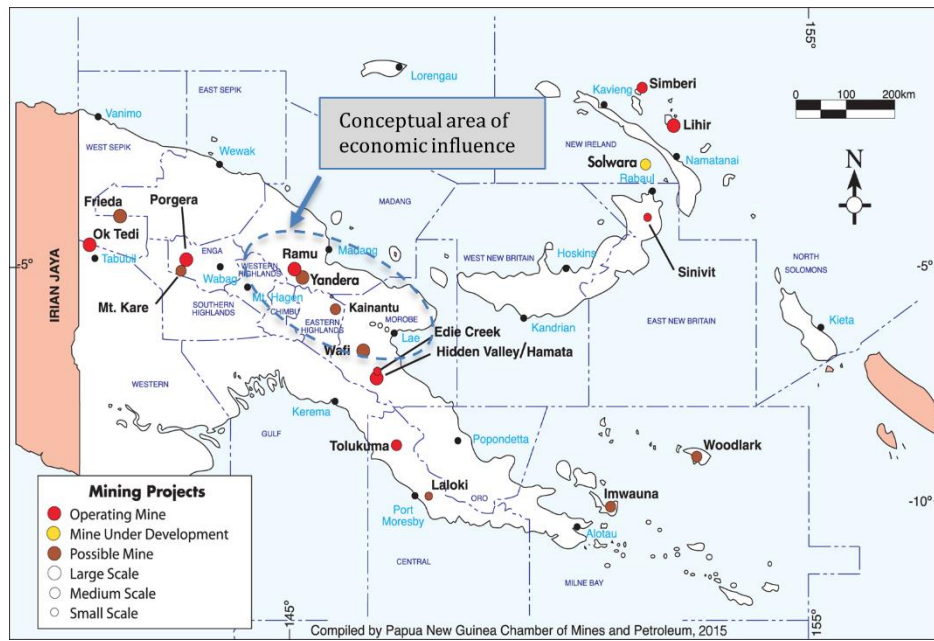 155°
Lorengau
Simberi
Kavieng
Lihir
0 100 200km
Vanimo
EAST SEPIK
Conceptual area of
economic influence
NEW IRELAND
Solwara
Namatanai
Rabaul
N
WEST SEPIK
Wewak
MADANG
Frieda
Porgera
Ok Tedi
Tabubil
ENGA
Wabag
WESTERN
HIGHLANDS
Ramu
Madang
Yandera
WEST NEW BRITAIN
Hoskins
Sinivit
NORTH
SOLOMONS
-5°
-5°
IRIAN JAYA
Mt. Kare
SOUTHERN
HIGHLANDS
Mt. Hagen
CHIMBU
EASTERN
HIGHLANDS
Kainantu
MOROBE
Lae
Edie Creek
Hidden Valley/Hamata
Wafi
Kandrian
EAST NEW BRITAIN
Kieta
WESTERN
Kerema
GULF
Tolukuma
Popondetta
Woodlark
Laloki
ORO
Imwauna
Port
Moresby
Alotau
-10°
CENTRAL
MILNE BAY
Mining Projects
Operating Mine
Mine Under Development
Possible Mine
Large Scale
Medium Scale
Small Scale
145°
155°
Compiled by Papua New Guinea Chamber of Mines and Petroleum, 2015